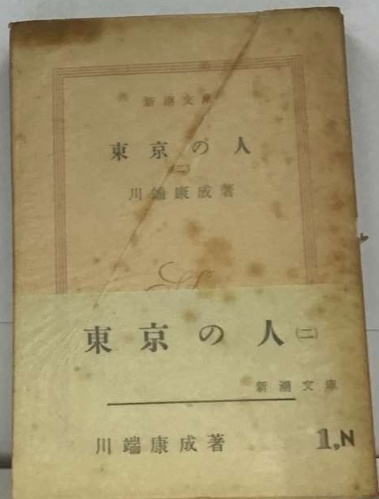 新潮文庫
東京の人
(二)
川端康成著
東京の人(二)
新潮文庫
川端康成著
1.N